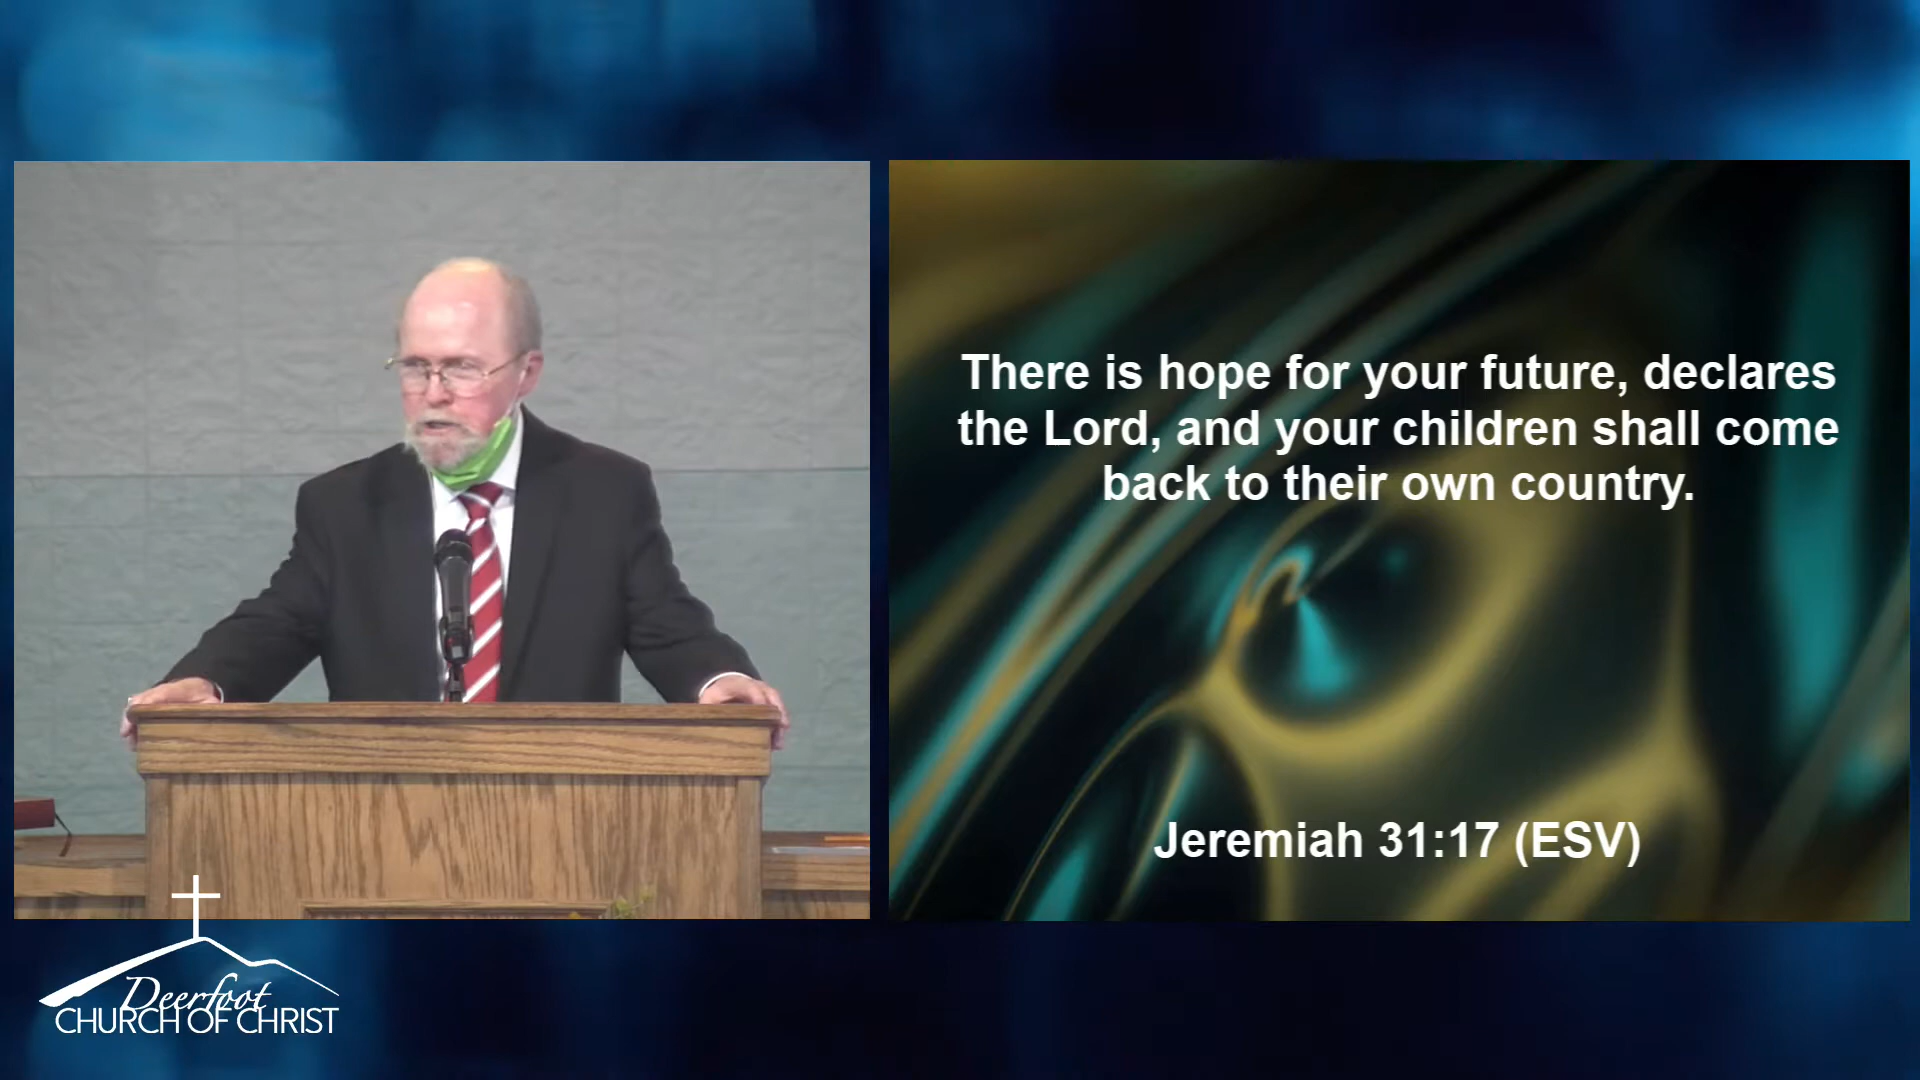 There is hope for your future, declares
the Lord, and your children shall come
back to their own country.
Jeremiah 31:17 (ESV)
Deerfoot
CHURCH OF CHRIST